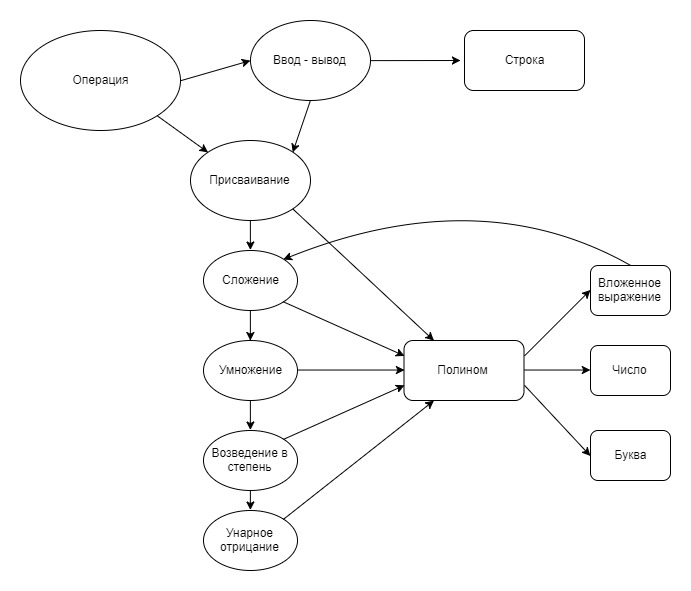 Операция
Ввод - вывод
Строка
Присваивание
Сложение
Вложенное
выражение
Умножение
Полином
Число
Возведение в
степень
Буква
Унарное
отрицание